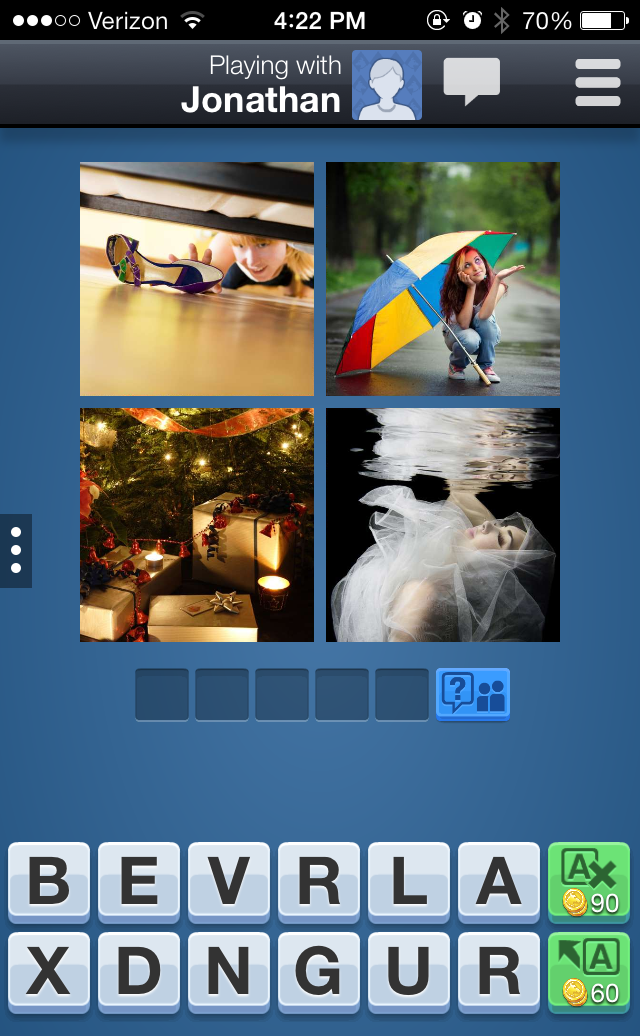 Verizon 4:22 PM 70%
Playing with
Jonathan
?
B E V R L A A 90
X D N G U R A 60